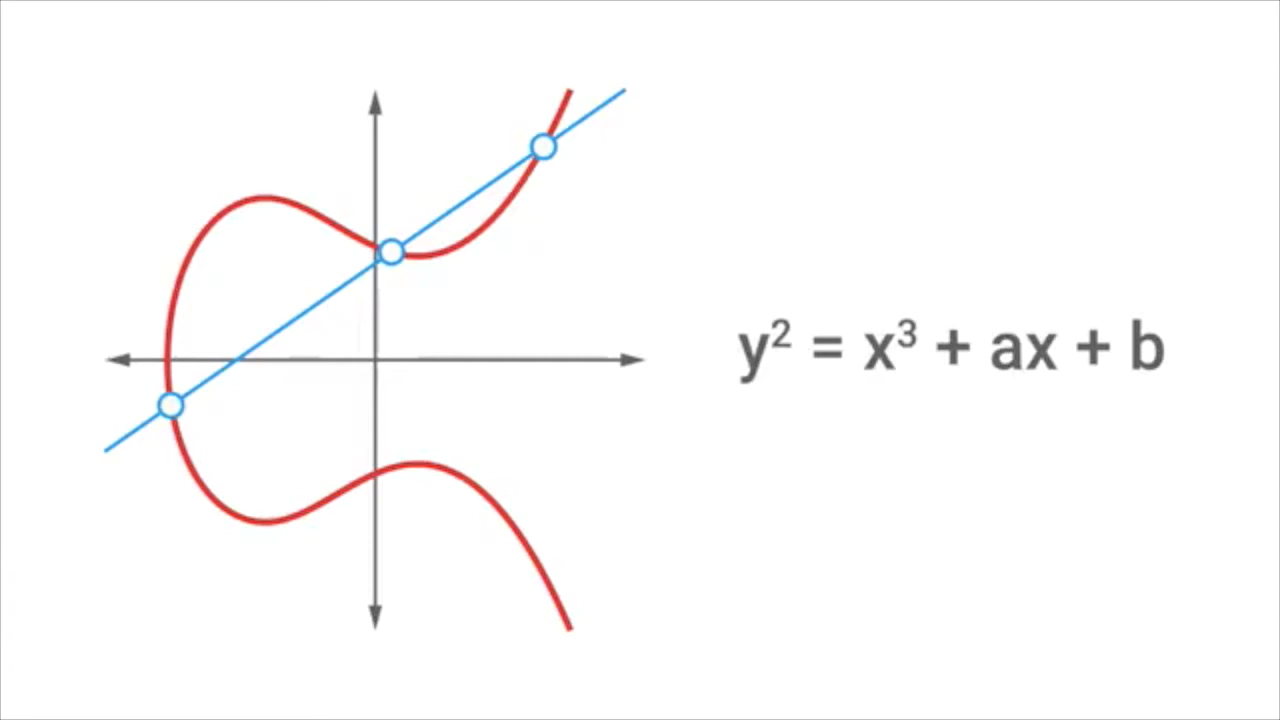 y² = x³ + ax + b